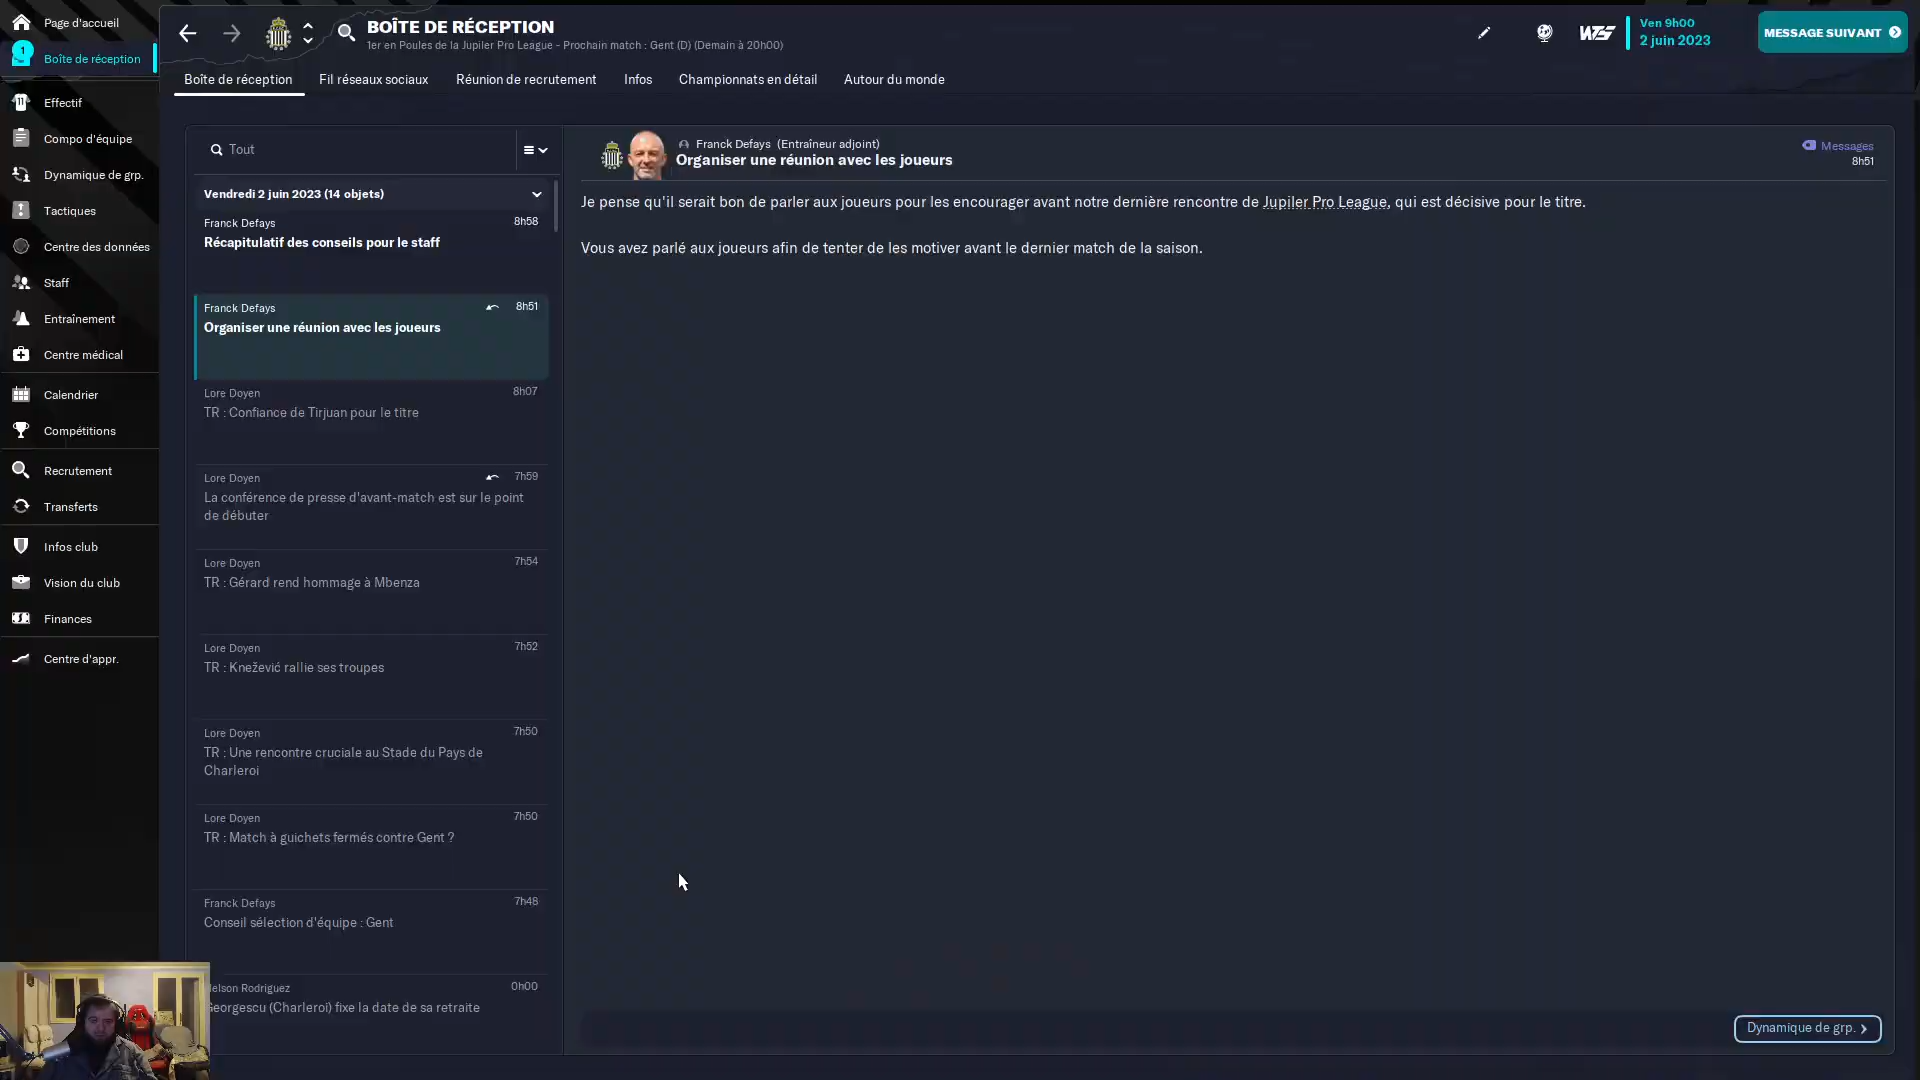 Page d'accueil
1
Boîte de réception
Effectif
Compo d'équipe
Dynamique de grp.
Tactiques
Centre des données
Staff
Entraînement
Centre médical
Calendrier
Compétitions
Recrutement
Transferts
Infos club
Vision du club
Finances
Centre d'appr.
BOÎTE DE RÉCEPTION
1er en Poules de la Jupiler Pro League - Prochain match : Gent (D) (Demain à 20h00)
Ven 9h00
2 juin 2023
MESSAGE SUIVANT
Boîte de réception
Fil réseaux sociaux
Réunion de recrutement
Infos
Championnats en détail
Autour du monde
Tout
Vendredi 2 juin 2023 (14 objets)
Franck Defays 8h58
Récapitulatif des conseils pour le staff
Franck Defays 8h51
Organiser une réunion avec les joueurs
Lore Doyen 8h07
TR : Confiance de Tirjuan pour le titre
Lore Doyen 7h59
La conférence de presse d'avant-match est sur le point
de débuter
Lore Doyen 7h54
TR : Gérard rend hommage à Mbenza
Lore Doyen 7h52
TR : Knežević rallie ses troupes
Lore Doyen 7h50
TR : Une rencontre cruciale au Stade du Pays de
Charleroi
Lore Doyen 7h50
TR : Match à guichets fermés contre Gent ?
Franck Defays 7h48
Conseil sélection d'équipe : Gent
elson Rodriguez 0h00
eorgescu (Charleroi) fixe la date de sa retraite
Franck Defays (Entraîneur adjoint)
Organiser une réunion avec les joueurs
Messages
8h51
Je pense qu'il serait bon de parler aux joueurs pour les encourager avant notre dernière rencontre de Jupiler Pro League, qui est décisive pour le titre.
Vous avez parlé aux joueurs afin de tenter de les motiver avant le dernier match de la saison.
Dynamique de grp.